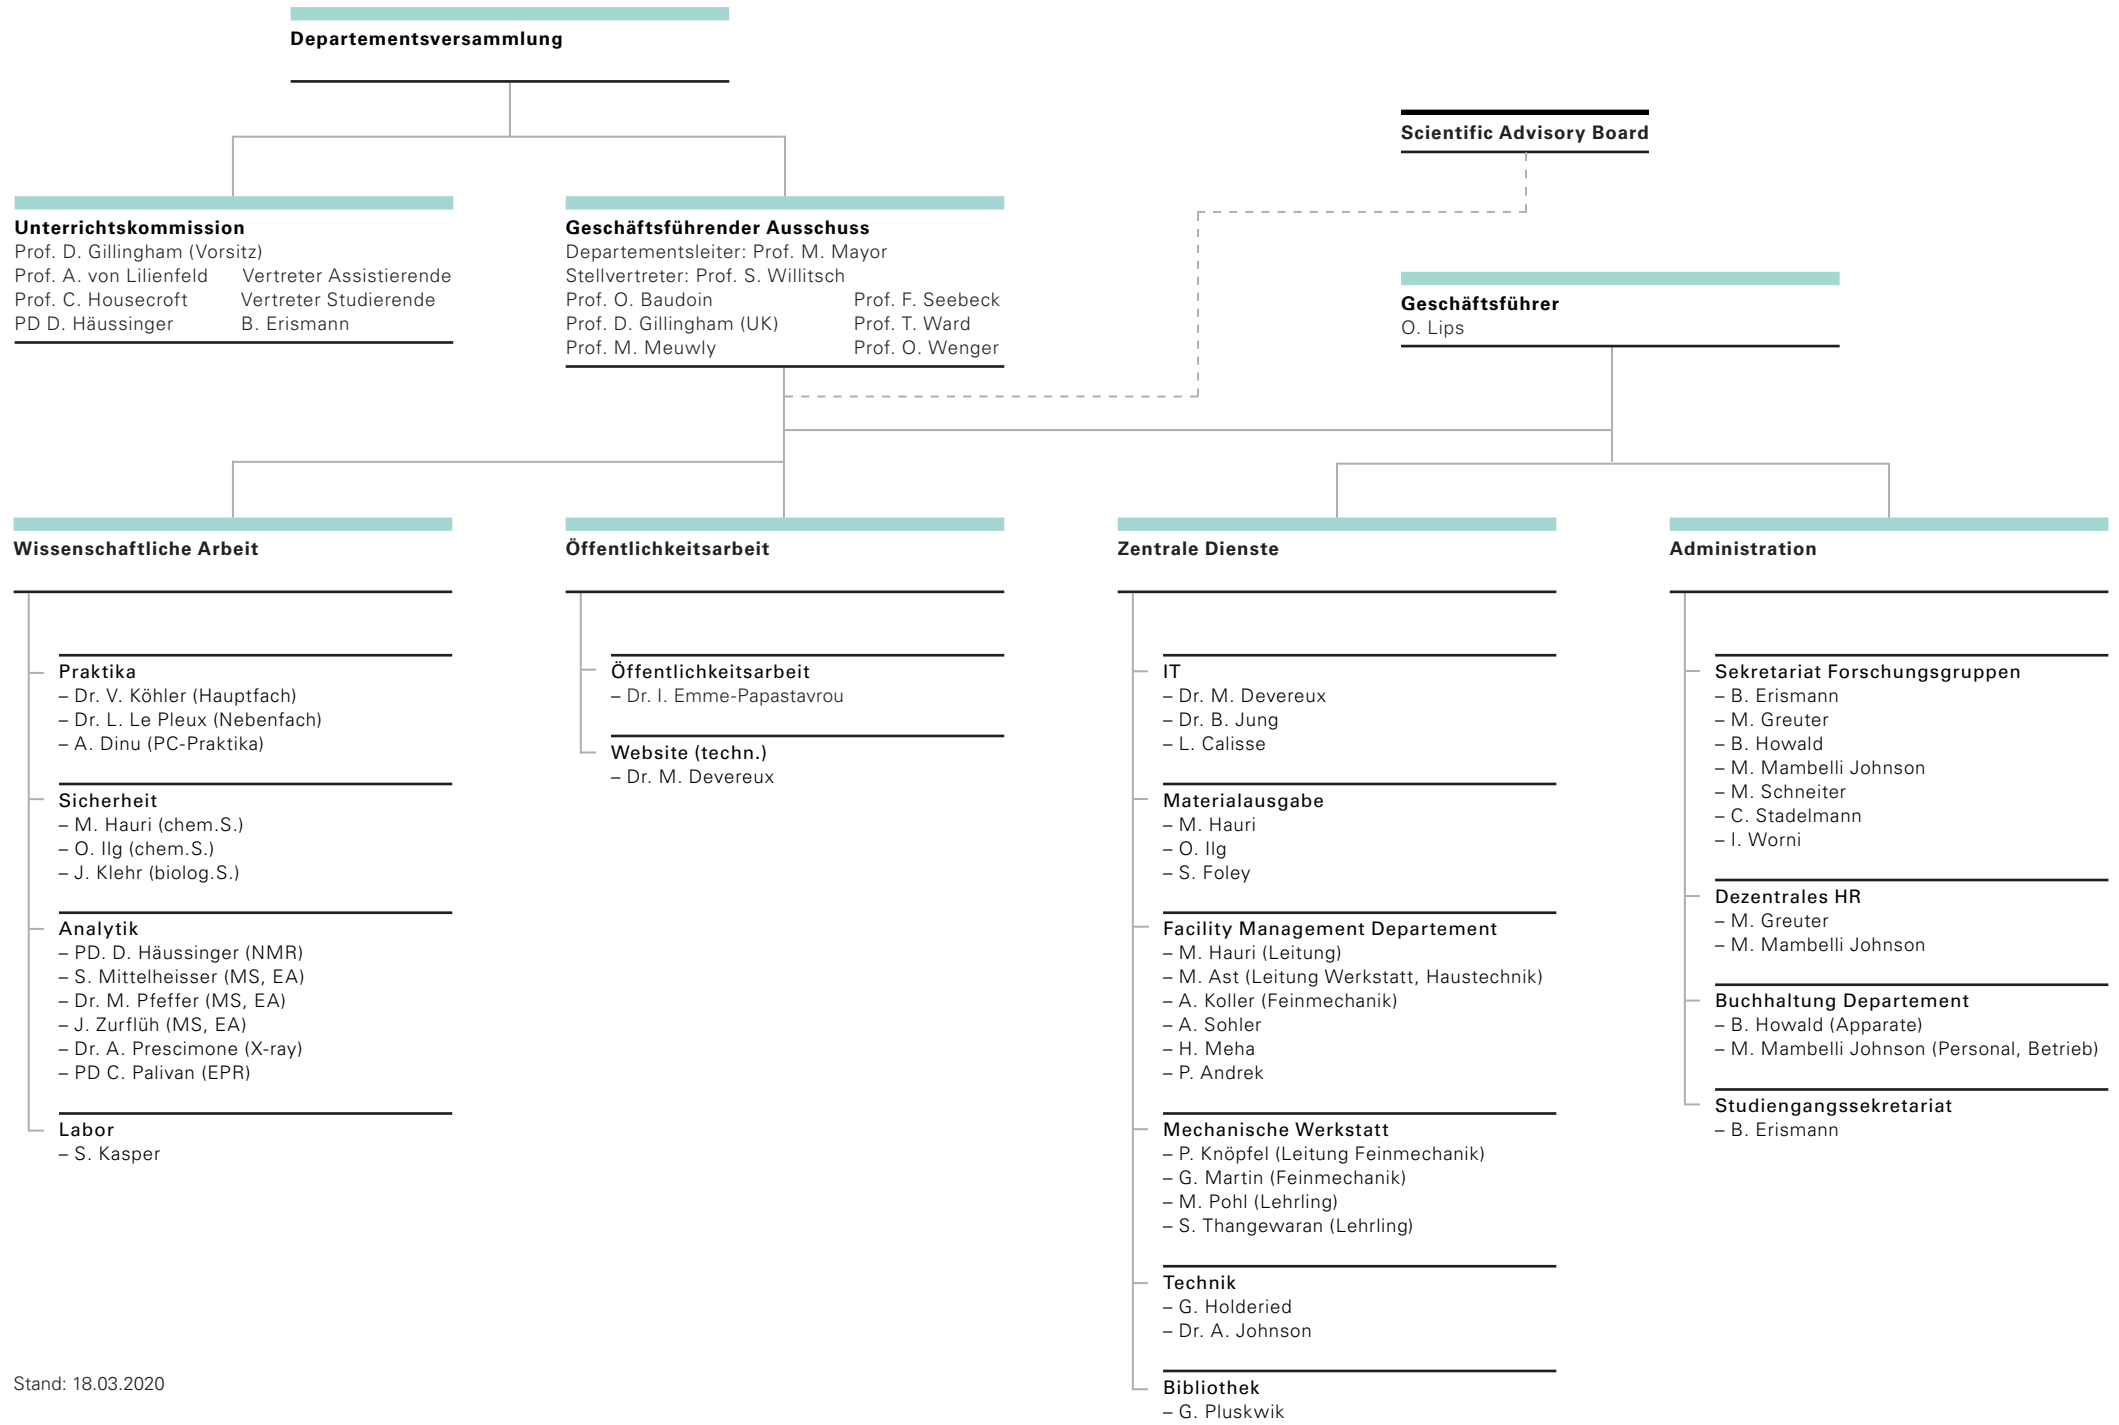 Departementsversammlung
Scientific Advisory Board
Unterrichtskommission
Prof. D. Gillingham (Vorsitz)
Prof. A. von Lilienfeld Vertreter Assistierende
Prof. C. Housecroft Vertreter Studierende
PD D. Häussinger B. Erismann
Geschäftsführender Ausschuss
Departementsleiter: Prof. M. Mayor
Stellvertreter: Prof. S. Willitsch
Prof. O. Baudoin Prof. F. Seebeck
Prof. D. Gillingham (UK) Prof. T. Ward
Prof. M. Meuwly Prof. O. Wenger
Geschäftsführer
O. Lips
Wissenschaftliche Arbeit
Praktika
– Dr. V. Köhler (Hauptfach)
– Dr. L. Le Pleux (Nebenfach)
– A. Dinu (PC-Praktika)
Sicherheit
– M. Hauri (chem.S.)
– O. Ilg (chem.S.)
– J. Klehr (biolog.S.)
Analytik
– PD. D. Häussinger (NMR)
– S. Mittelheisser (MS, EA)
– Dr. M. Pfeffer (MS, EA)
– J. Zurflüh (MS, EA)
– Dr. A. Prescimone (X-ray)
– PD C. Palivan (EPR)
Labor
– S. Kasper
Öffentlichkeitsarbeit
Öffentlichkeitsarbeit
– Dr. I. Emme-Papastavrou
Website (techn.)
– Dr. M. Devereux
Zentrale Dienste
IT
– Dr. M. Devereux
– Dr. B. Jung
– L. Calisse
Materialausgabe
– M. Hauri
– O. Ilg
– S. Foley
Facility Management Departement
– M. Hauri (Leitung)
– M. Ast (Leitung Werkstatt, Haustechnik)
– A. Koller (Feinmechanik)
– A. Sohler
– H. Meha
– P. Andrek
Mechanische Werkstatt
– P. Knöpfel (Leitung Feinmechanik)
– G. Martin (Feinmechanik)
– M. Pohl (Lehrling)
– S. Thangewaran (Lehrling)
Technik
– G. Holderied
– Dr. A. Johnson
Bibliothek
– G. Pluskwik
Administration
Sekretariat Forschungsgruppen
– B. Erismann
– M. Greuter
– B. Howald
– M. Mambelli Johnson
– M. Schneiter
– C. Stadelmann
– I. Worni
Dezentrales HR
– M. Greuter
– M. Mambelli Johnson
Buchhaltung Departement
– B. Howald (Apparate)
– M. Mambelli Johnson (Personal, Betrieb)
Studiengangssekretariat
– B. Erismann
Stand: 18.03.2020